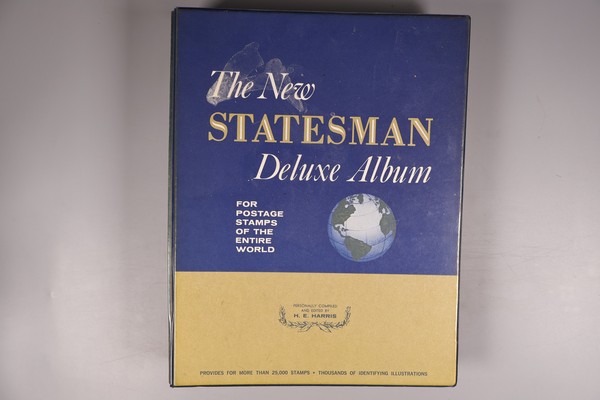 The New
STATESMAN
Deluxe Album
FOR
POSTAGE
STAMPS
OF THE
ENTIRE
WORLD
PERSONALLY COMPILED
AND EDITED BY
H. E. HARRIS
PROVIDES FOR MORE THAN 25,000 STAMPS • THOUSANDS OF IDENTIFYING ILLUSTRATIONS